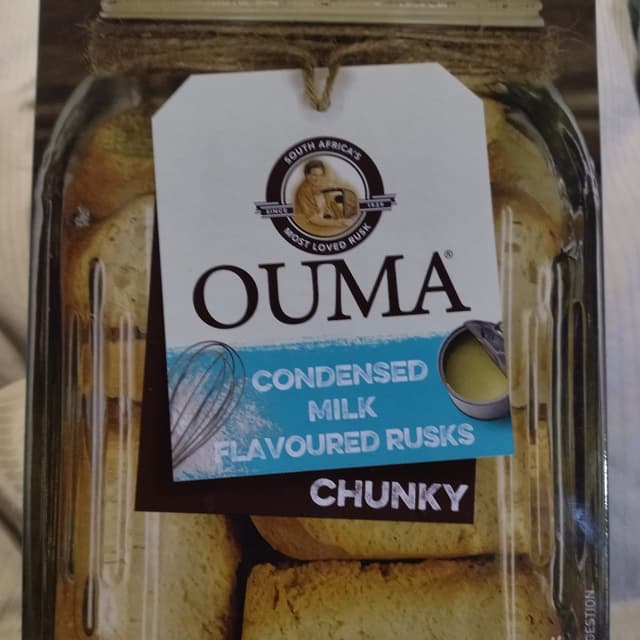 SOUTH AFRICA'S
SINCE 1939
MOST LOVED RUSK
OUMA®
CONDENSED
MILK
FLAVOURED RUSKS
CHUNKY